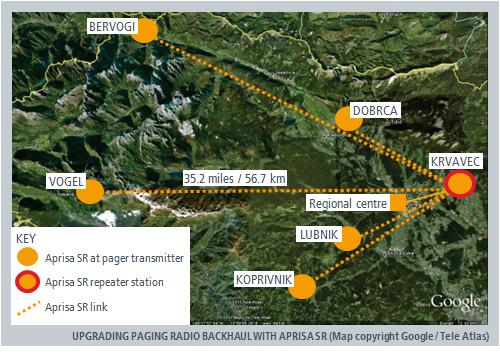 BERVOGI
DOBRCA
KRVAVEC
VOGEL
35.2 miles / 56.7 km
Regional centre
LUBNIK
KOPRIVNIK
KEY
Aprisa SR at pager transmitter
Aprisa SR repeater station
Aprisa SR link
Google
UPGRADING PAGING RADIO BACKHAUL WITH APRISA SR (Map copyright Google / Tele Atlas)